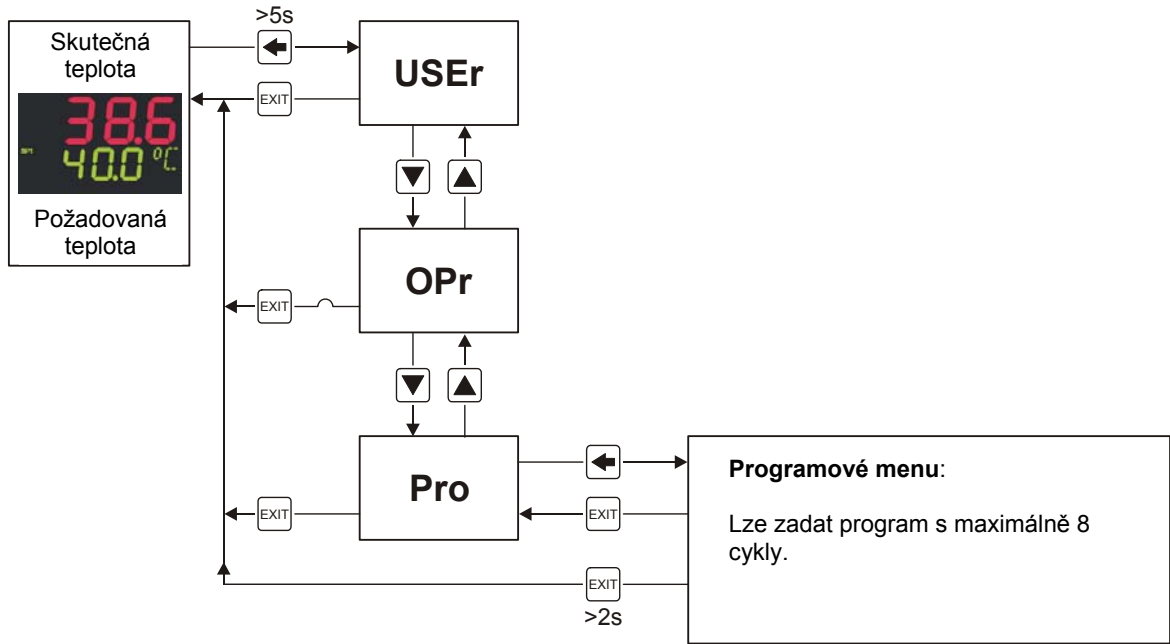 >5s
Skutečná
teplota
38.6
40.0 °C
Požadovaná
teplota
USEr
EXIT
OPr
EXIT
Pro
EXIT
EXIT
EXIT
>2s
Programové menu:
Lze zadat program s maximálně 8
cykly.